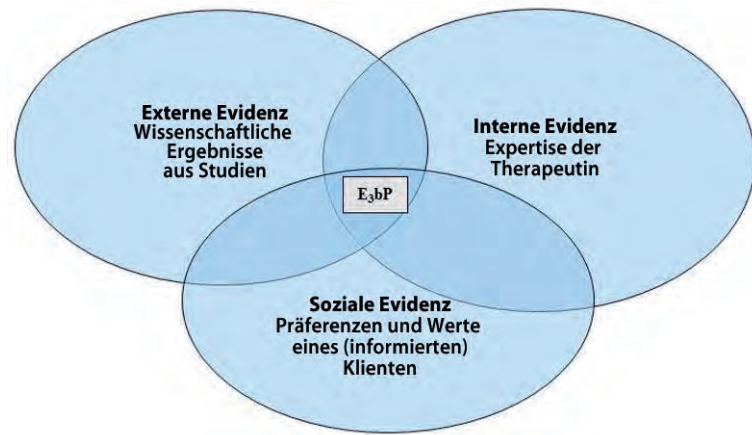 Externe Evidenz
Wissenschaftliche
Ergebnisse
aus Studien
Interne Evidenz
Expertise der
Therapeutin
E₃bP
Soziale Evidenz
Präferenzen und Werte
eines (informierten)
Klienten